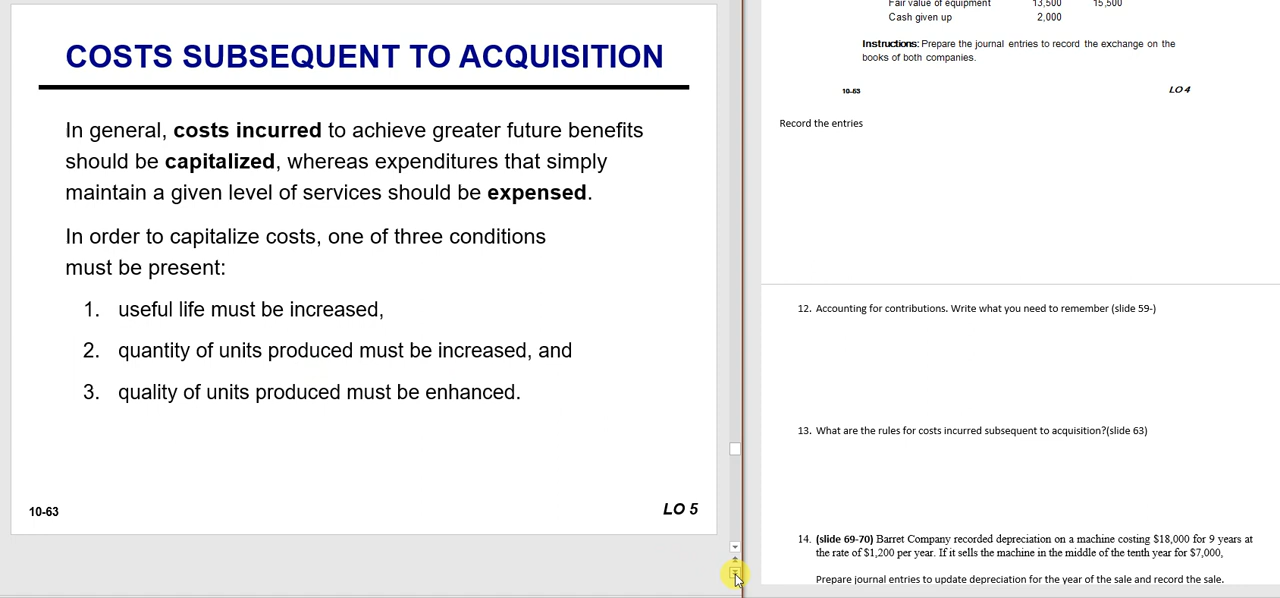 COSTS SUBSEQUENT TO ACQUISITION
In general, costs incurred to achieve greater future benefits
should be capitalized, whereas expenditures that simply
maintain a given level of services should be expensed.
In order to capitalize costs, one of three conditions
must be present:
1. useful life must be increased,
2. quantity of units produced must be increased, and
3. quality of units produced must be enhanced.
10-63
LO 5
Fair value of equipment 13,500 15,500
Cash given up 2,000
Instructions: Prepare the journal entries to record the exchange on the
books of both companies.
10-53
LO 4
Record the entries
12. Accounting for contributions. Write what you need to remember (slide 59-)
13. What are the rules for costs incurred subsequent to acquisition?(slide 63)
14. (slide 69-70) Barret Company recorded depreciation on a machine costing $18,000 for 9 years at
the rate of $1,200 per year. If it sells the machine in the middle of the tenth year for $7,000,
Prepare journal entries to update depreciation for the year of the sale and record the sale.